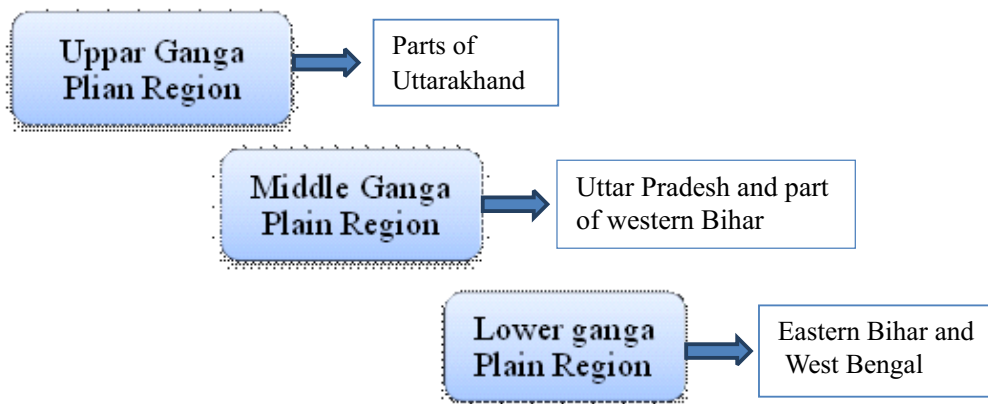 Uppar Ganga
Plian Region
Parts of
Uttarakhand
Middle Ganga
Plain Region
Uttar Pradesh and part
of western Bihar
Lower ganga
Plain Region
Eastern Bihar and
West Bengal